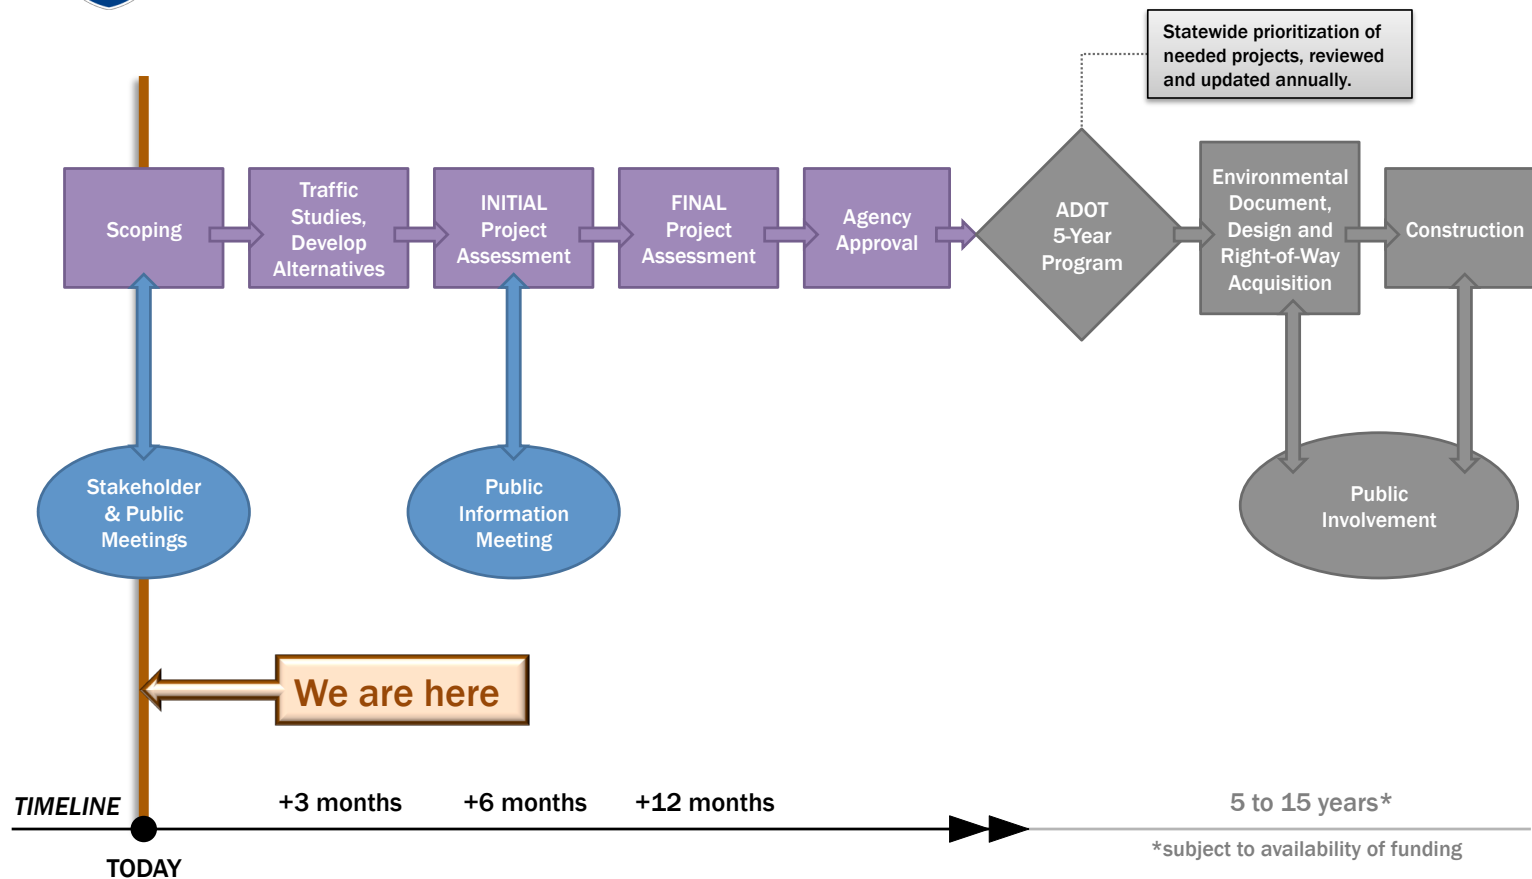 Statewide prioritization of
needed projects, reviewed
and updated annually.
Scoping
Traffic
Studies,
Develop
Alternatives
INITIAL
Project
Assessment
FINAL
Project
Assessment
Agency
Approval
ADOT
5-Year
Program
Environmental
Document,
Design and
Right-of-Way
Acquisition
Construction
Stakeholder
& Public
Meetings
Public
Information
Meeting
Public
Involvement
We are here
TIMELINE
+3 months
+6 months
+12 months
5 to 15 years*
*subject to availability of funding
TODAY